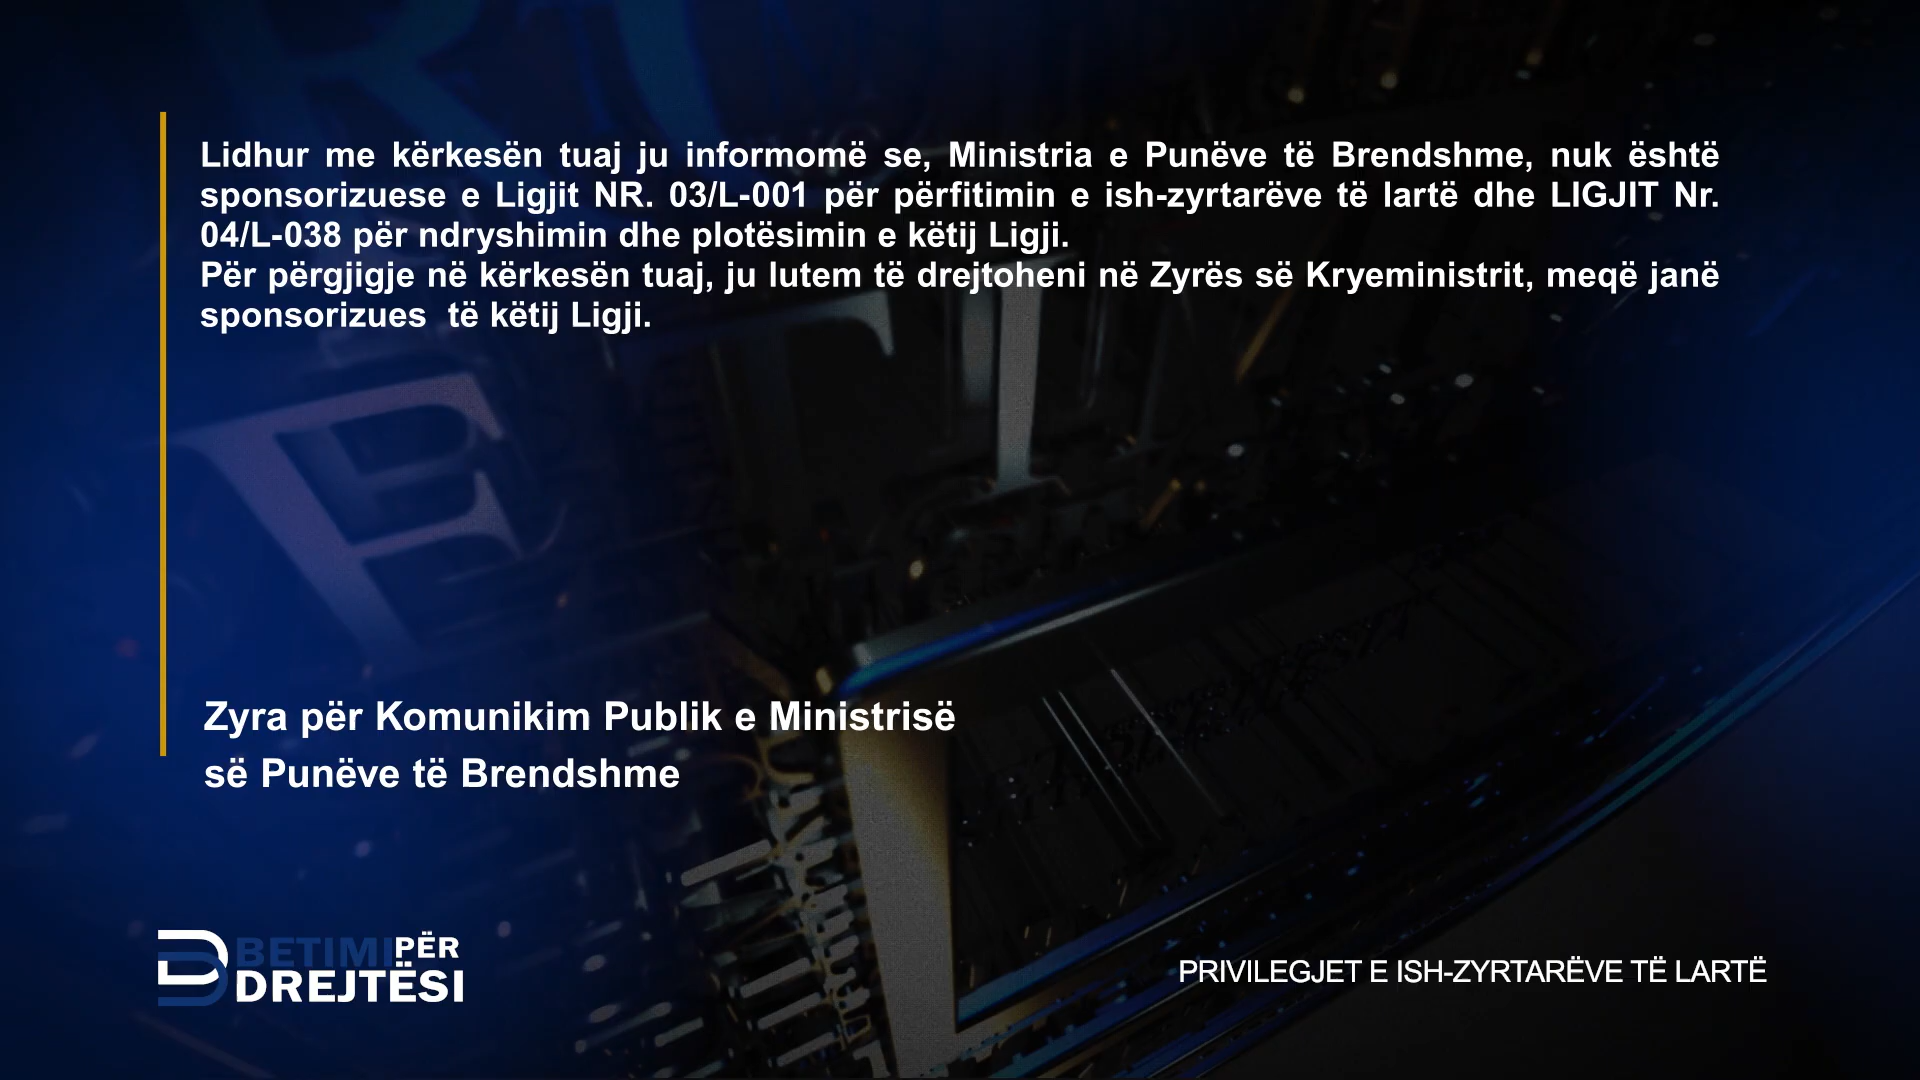 Lidhur me kërkesën tuaj ju informomë se, Ministria e Punëve të Brendshme, nuk është
sponsorizuese e Ligjit NR. 03/L-001 për përfitimin e ish-zyrtarëve të lartë dhe LIGJIT Nr.
04/L-038 për ndryshimin dhe plotësimin e këtij Ligji.
Për përgjigje në kërkesën tuaj, ju lutem të drejtoheni në Zyrës së Kryeministrit, meqë janë
sponsorizues  të këtij Ligji.
Zyra për Komunikim Publik e Ministrisë
së Punëve të Brendshme
BETIMI PËR
DREJTËSI
PRIVILEGJET E ISH-ZYRTARËVE TË LARTË